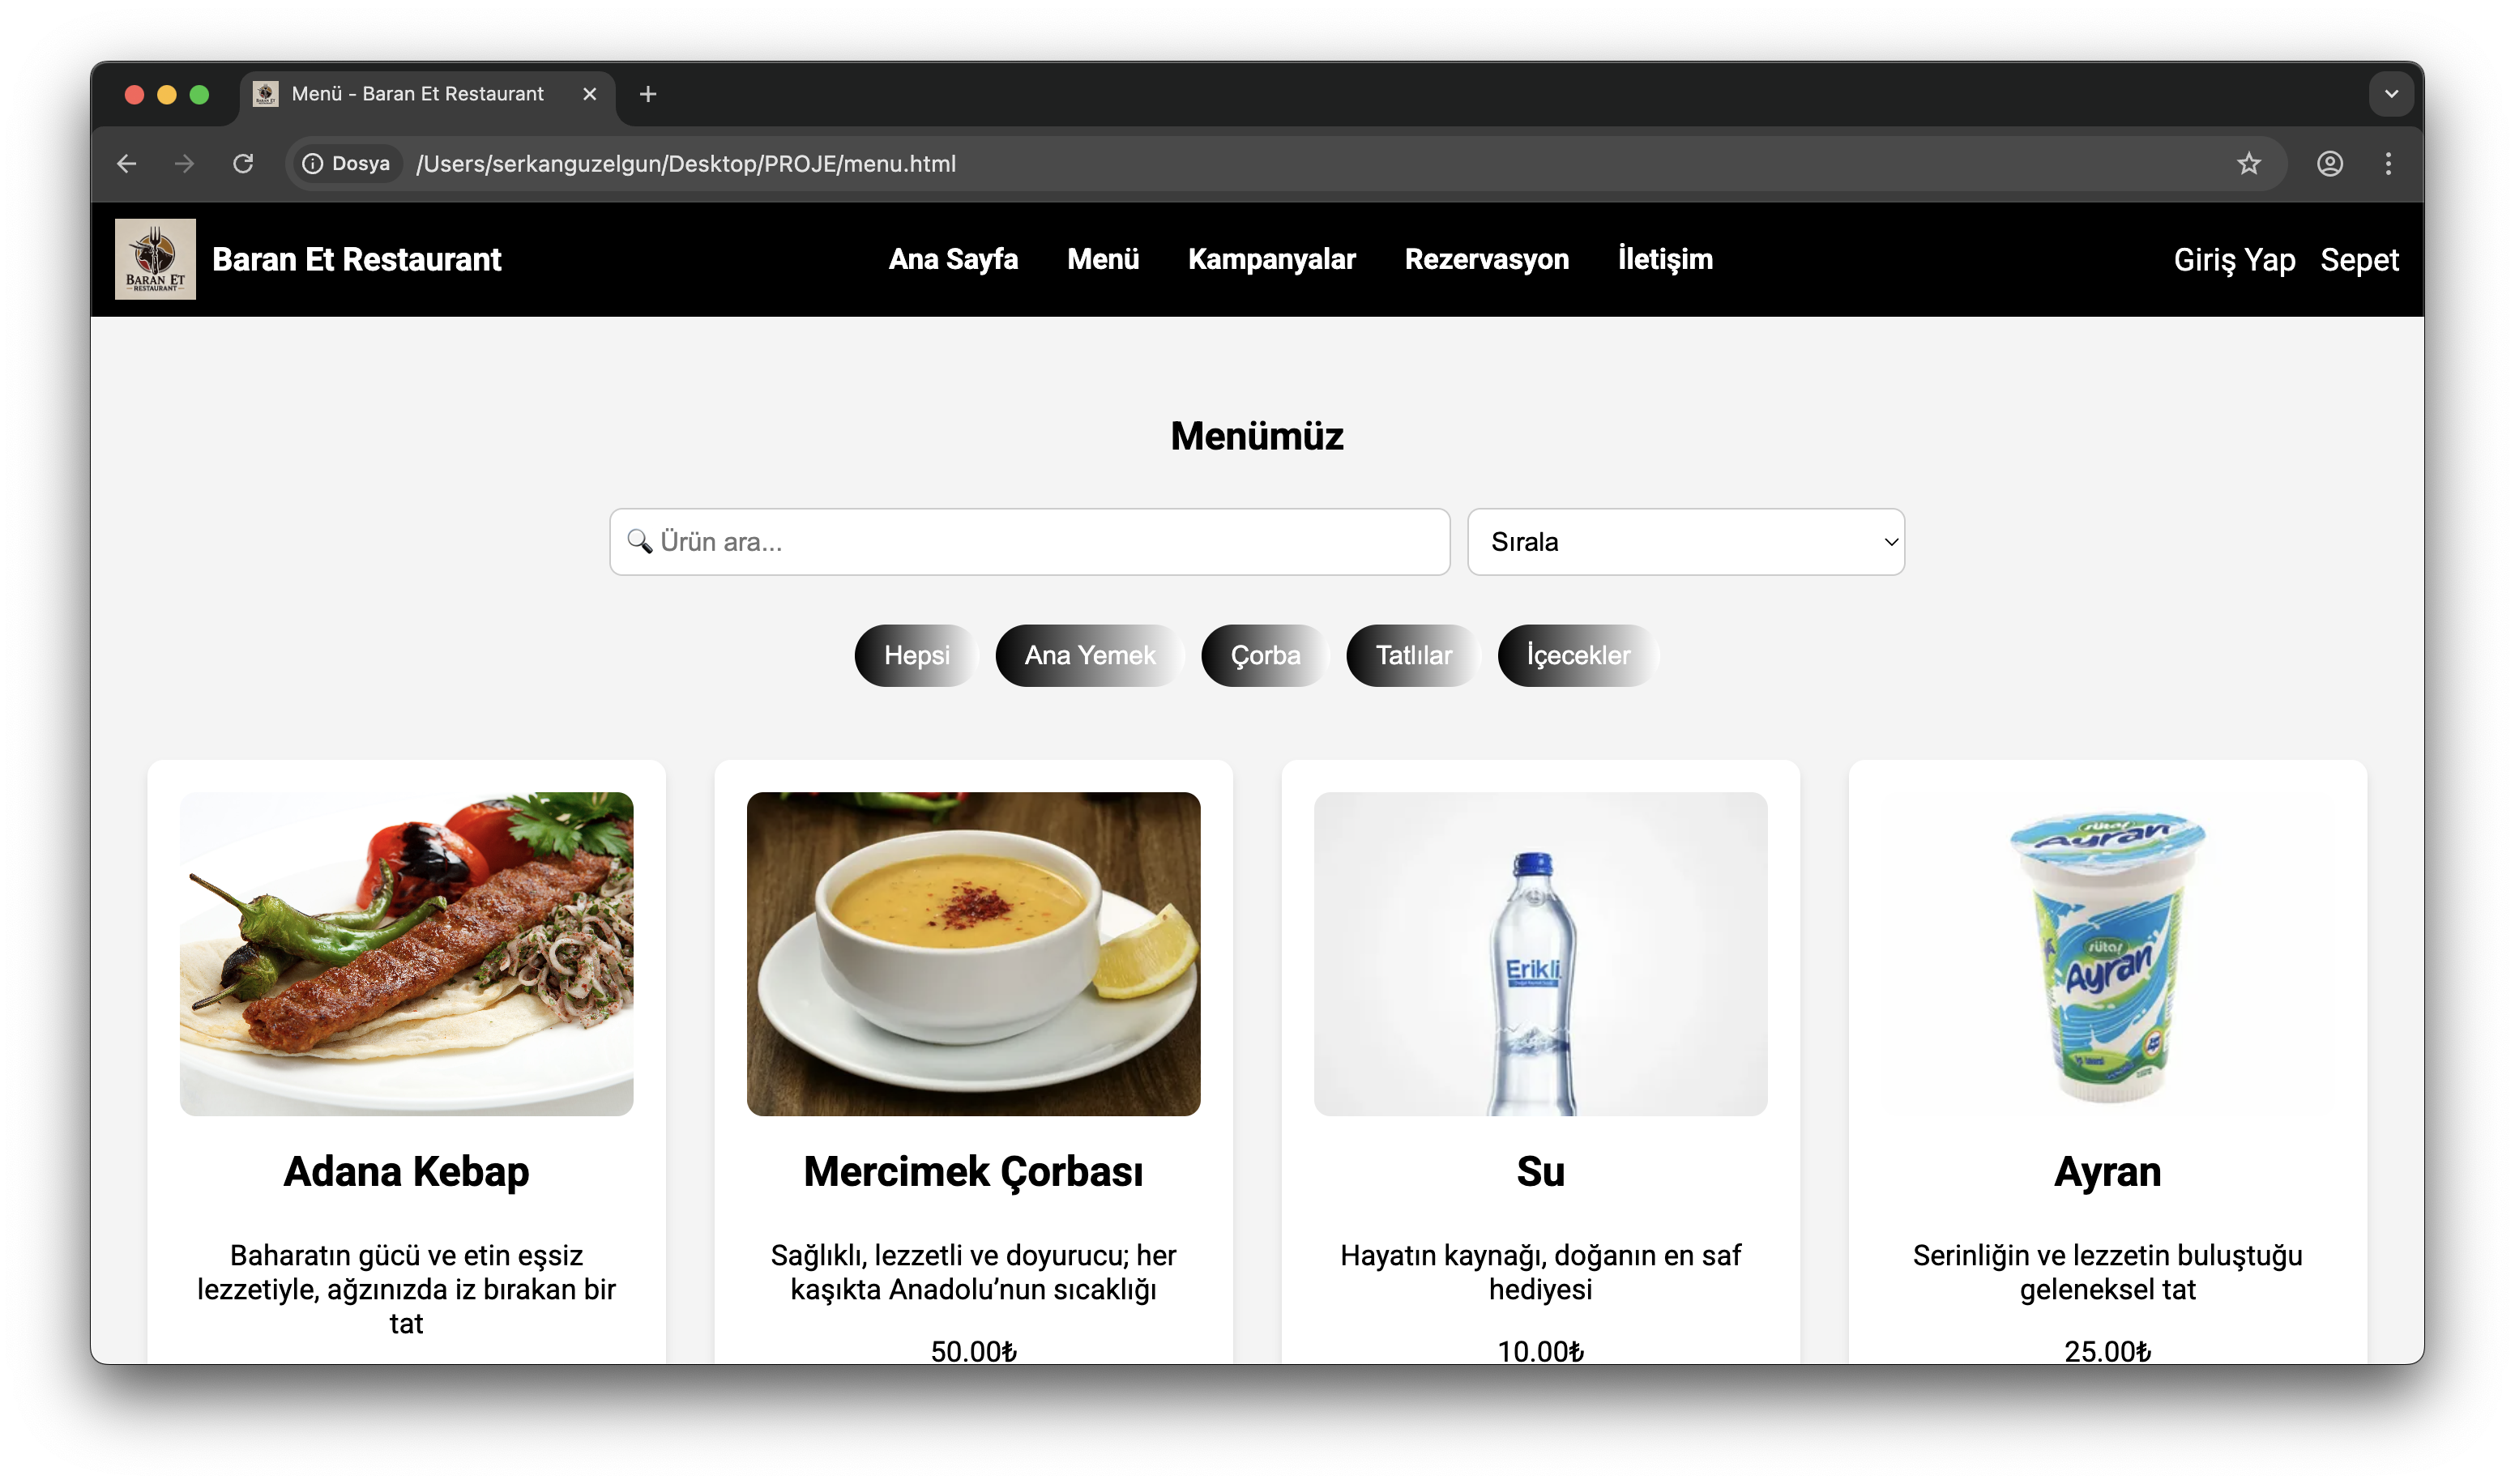 Menü - Baran Et Restaurant
Dosya /Users/serkanguzelgun/Desktop/PROJE/menu.html
BARAN ET
RESTAURANT
Baran Et Restaurant
Ana Sayfa
Menü
Kampanyalar
Rezervasyon
İletişim
Giriş Yap
Sepet
Menümüz
Ürün ara...
Sırala
Hepsi
Ana Yemek
Çorba
Tatlılar
İçecekler
Erikli
sütaş
Ayran
sütaş
Ayran
Adana Kebap
Baharatın gücü ve etin eşsiz
lezzetiyle, ağzınızda iz bırakan bir
tat
Mercimek Çorbası
Sağlıklı, lezzetli ve doyurucu; her
kaşıkta Anadolu’nun sıcaklığı
50.00₺
Su
Hayatın kaynağı, doğanın en saf
hediyesi
10.00₺
Ayran
Serinliğin ve lezzetin buluştuğu
geleneksel tat
25.00₺